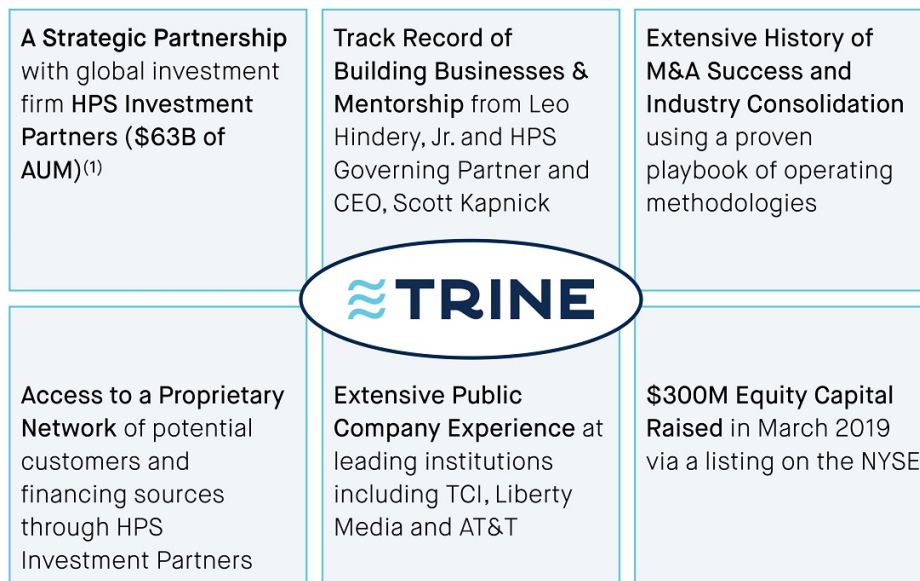 A Strategic Partnership
with global investment
firm HPS Investment
Partners ($63B of
AUM)(1)
Track Record of
Building Businesses &
Mentorship from Leo
Hindery, Jr. and HPS
Governing Partner and
CEO, Scott Kapnick
Extensive History of
M&A Success and
Industry Consolidation
using a proven
playbook of operating
methodologies
TRINE
Access to a Proprietary
Network of potential
customers and
financing sources
through HPS
Investment Partners
Extensive Public
Company Experience at
leading institutions
including TCI, Liberty
Media and AT&T
$300M Equity Capital
Raised in March 2019
via a listing on the NYSE